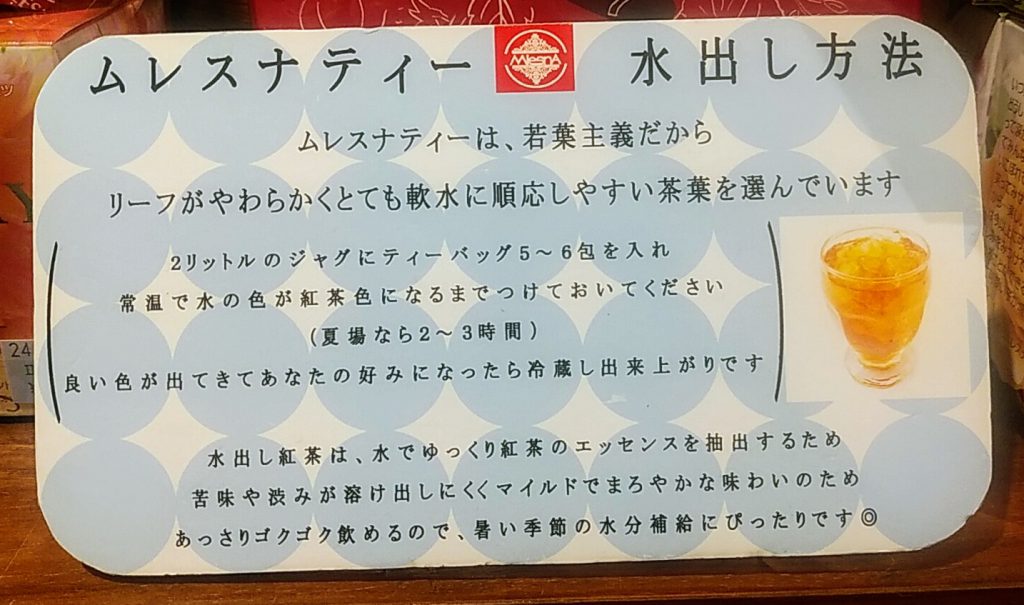 ムレスナティー MlesnA 水出し方法
ムレスナティーは、若葉主義だから
リーフがやわらかくとても軟水に順応しやすい茶葉を選んでいます
2リットルのジャグにティーバッグ5～6包を入れ
常温で水の色が紅茶色になるまでつけておいてください
(夏場なら2～3時間)
良い色が出てきてあなたの好みになったら冷蔵し出来上がりです
水出し紅茶は、水でゆっくり紅茶のエッセンスを抽出するため
苦味や渋みが溶け出しにくくマイルドでまろやかな味わいのため
あっさりゴクゴク飲めるので、暑い季節の水分補給にぴったりです◎
24